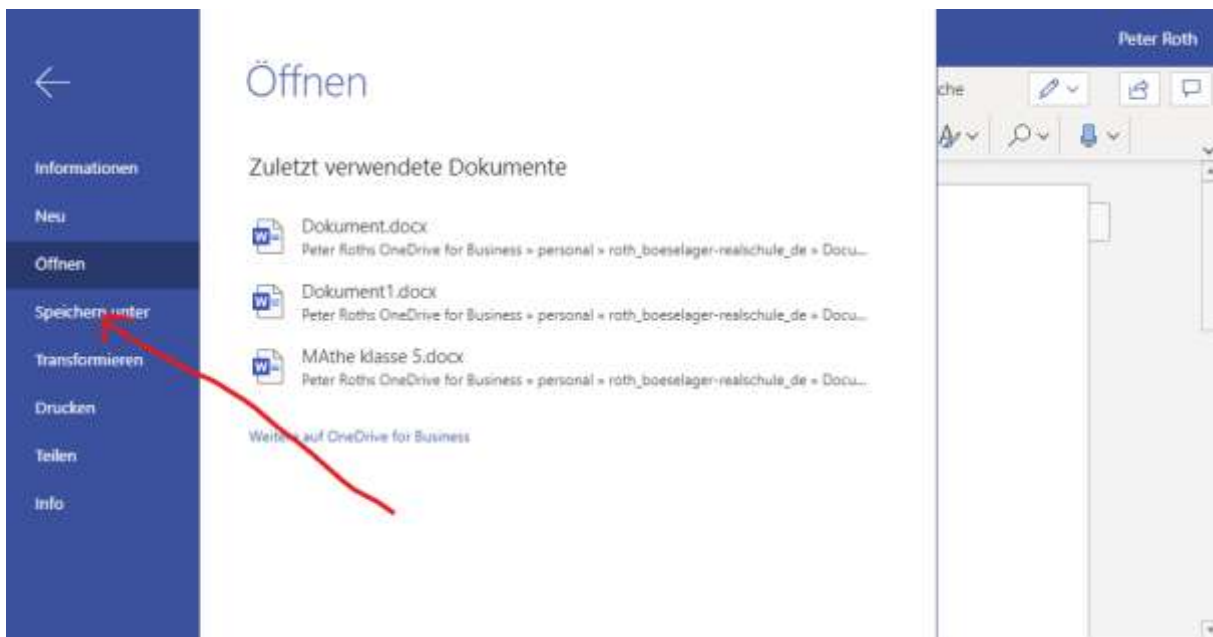 Peter Roth
Öffnen
che
Informationen
Neu
Öffnen
Speichern unter
Transformieren
Drucken
Teilen
Info
Zuletzt verwendete Dokumente
Dokument.docx
Peter Roths OneDrive for Business » personal » roth_boeselager-realschule_de » Docu...
Dokument1.docx
Peter Roths OneDrive for Business » personal » roth_boeselager-realschule_de » Docu...
MAthe klasse 5.docx
Peter Roths OneDrive for Business » personal » roth_boeselager-realschule_de » Docu...
Weitere auf OneDrive for Business